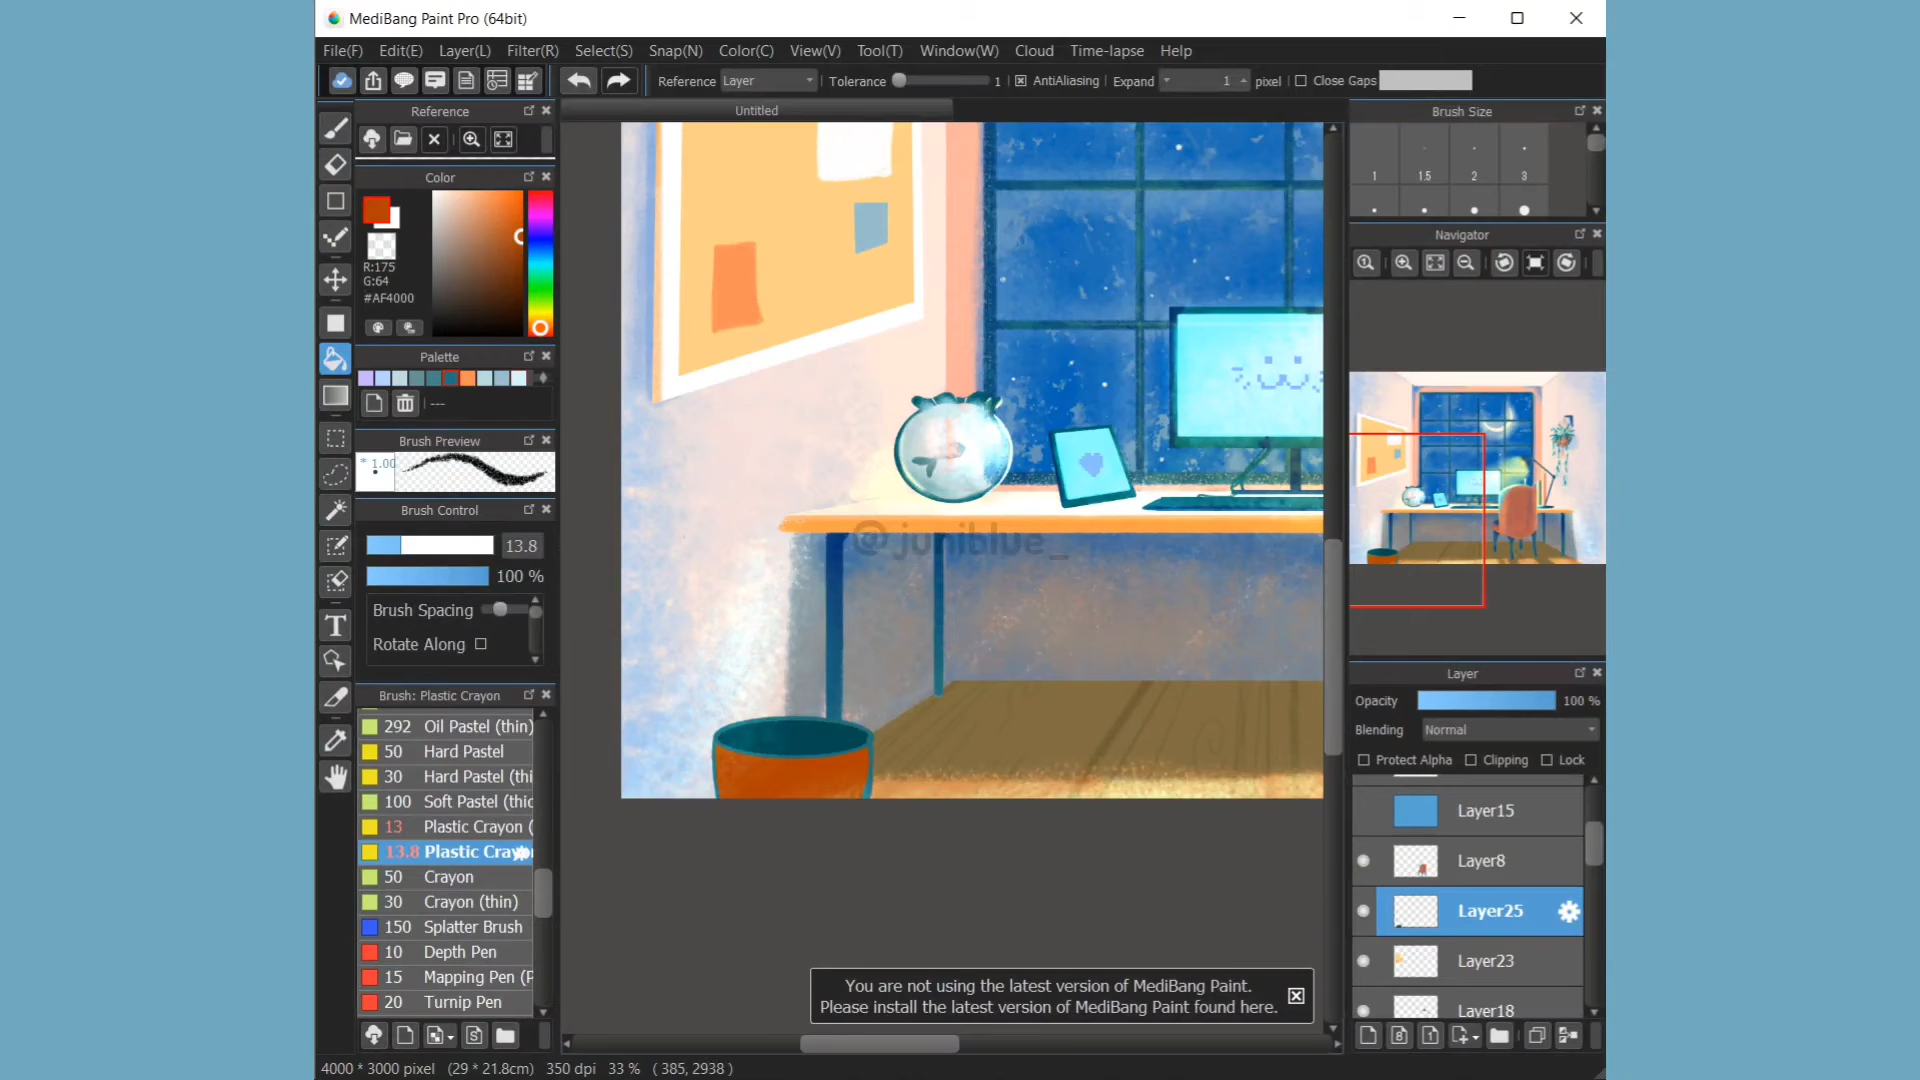 MediBang Paint Pro (64bit)
File(F) Edit(E) Layer(L) Filter(R) Select(S) Snap(N) Color(C) View(V) Tool(T) Window(W) Cloud Time-lapse Help
Reference Layer Tolerance 1 AntiAliasing Expand 1 pixel Close Gaps
Reference
Untitled
Brush Size
1 1.5 2 3
Color
R:175
G:64
#AF4000
Navigator
Palette
---
Brush Preview
* 1.00
Brush Control
13.8
100 %
Brush Spacing
Rotate Along
@juniblue_
Brush: Plastic Crayon
292 Oil Pastel (thin)
50 Hard Pastel
30 Hard Pastel (thi
100 Soft Pastel (thic
13 Plastic Crayon (
13.8 Plastic Crayon
50 Crayon
30 Crayon (thin)
150 Splatter Brush
10 Depth Pen
15 Mapping Pen (P
20 Turnip Pen
Layer
Opacity 100 %
Blending Normal
Protect Alpha Clipping Lock
Layer15
Layer8
Layer25
Layer23
Layer18
You are not using the latest version of MediBang Paint.
Please install the latest version of MediBang Paint found here.
4000 * 3000 pixel (29 * 21.8cm) 350 dpi 33 % ( 385, 2938 )